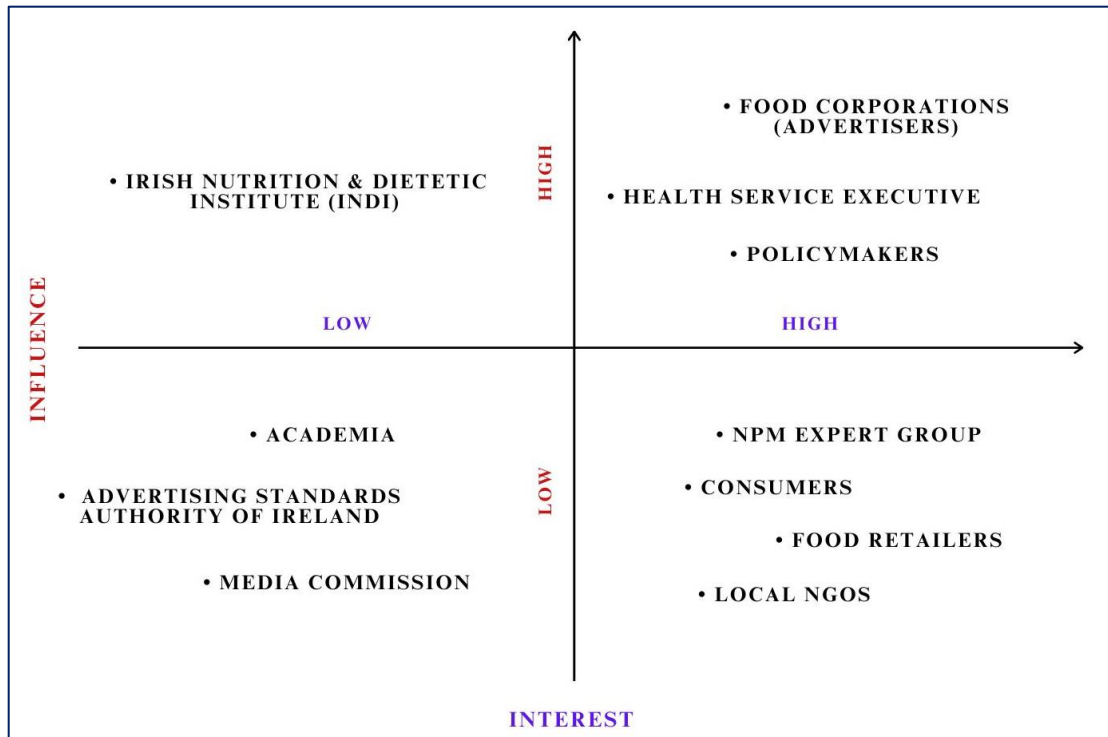 • FOOD CORPORATIONS
(ADVERTISERS)
HIGH
• IRISH NUTRITION & DIETETIC
INSTITUTE (INDI)
• HEALTH SERVICE EXECUTIVE
• POLICYMAKERS
LOW
HIGH
INFLUENCE
• ACADEMIA
• NPM EXPERT GROUP
LOW
• ADVERTISING STANDARDS
AUTHORITY OF IRELAND
• CONSUMERS
• FOOD RETAILERS
• MEDIA COMMISSION
• LOCAL NGOS
INTEREST